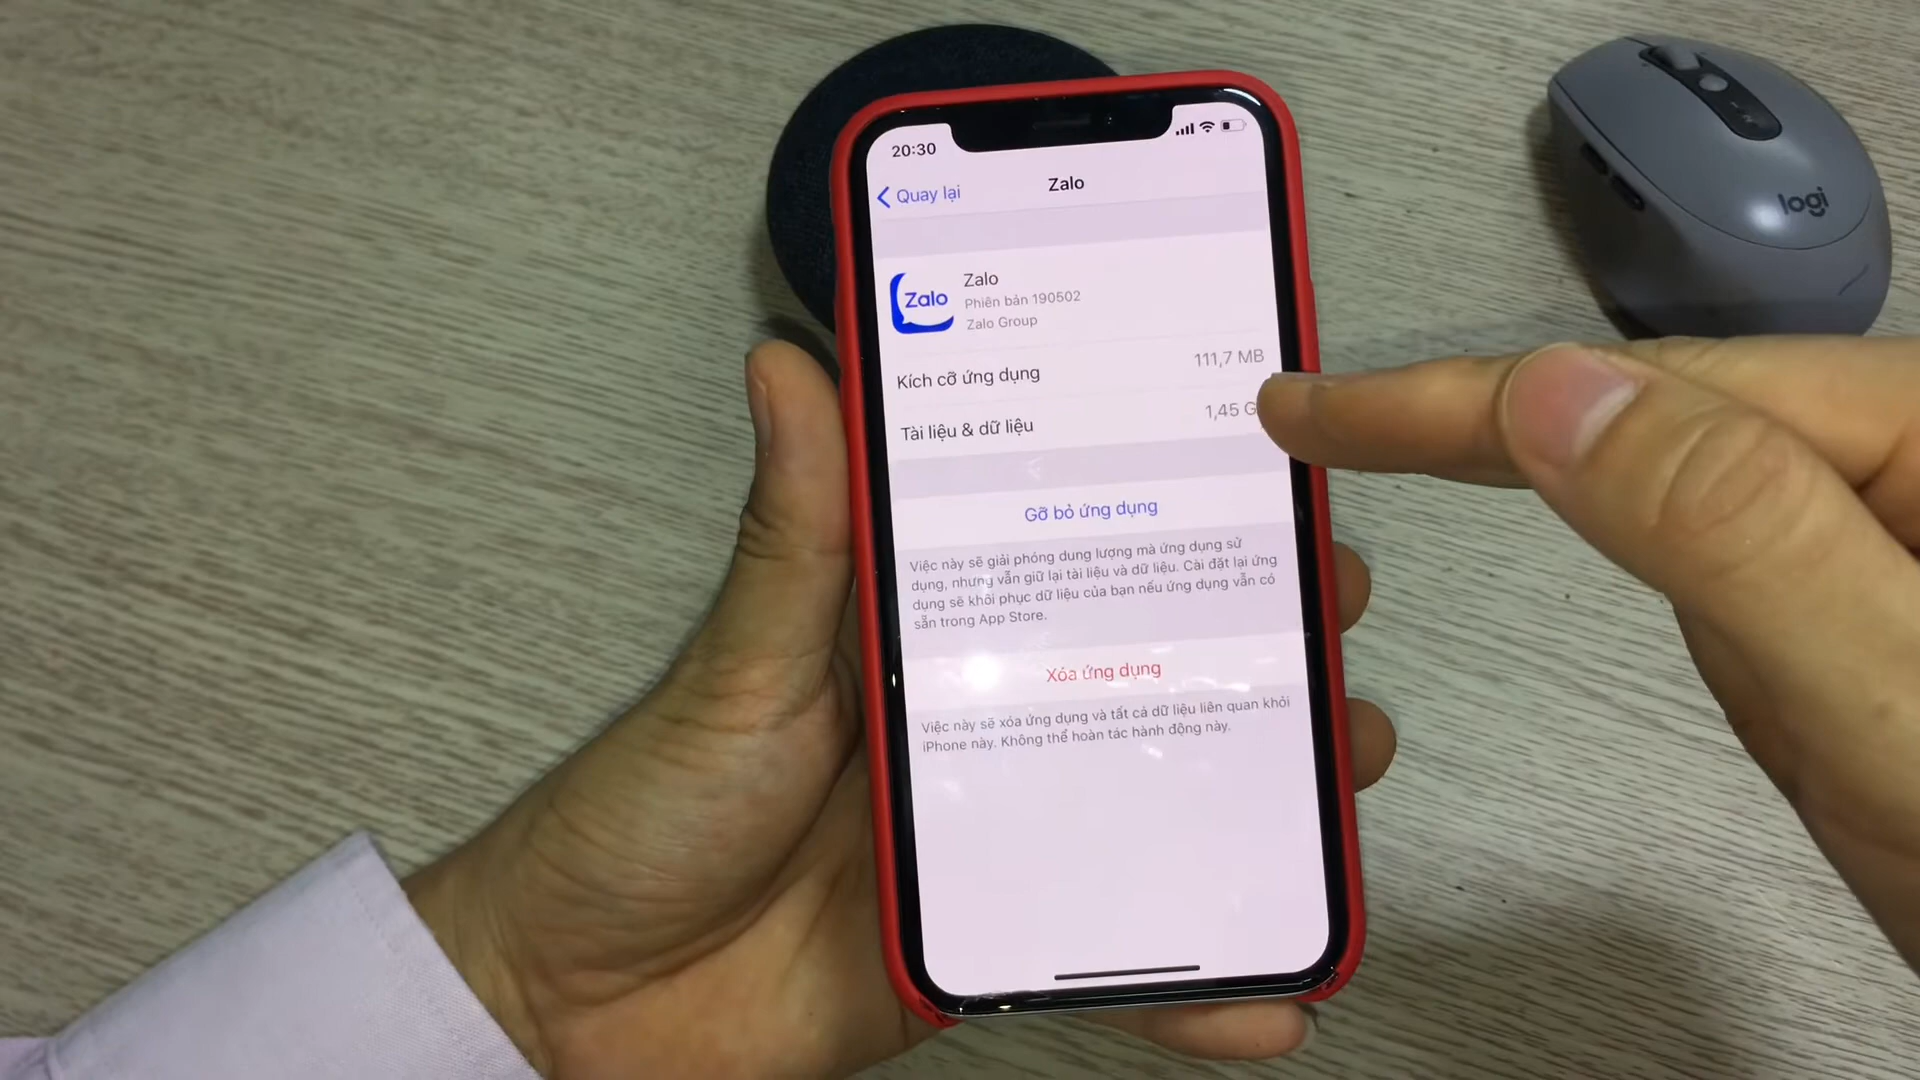 20:30
Quay lại
Zalo
Zalo
Zalo
Phiên bản 190502
Zalo Group
Kích cỡ ứng dụng
111,7 MB
Tài liệu & dữ liệu
1,45 G
Gỡ bỏ ứng dụng
Việc này sẽ giải phóng dung lượng mà ứng dụng sử
dụng, nhưng vẫn giữ lại tài liệu và dữ liệu. Cài đặt lại ứng
dụng sẽ khôi phục dữ liệu của bạn nếu ứng dụng vẫn có
sẵn trong App Store.
Xóa ứng dụng
Việc này sẽ xóa ứng dụng và tất cả dữ liệu liên quan khỏi
iPhone này. Không thể hoàn tác hành động này.
logi